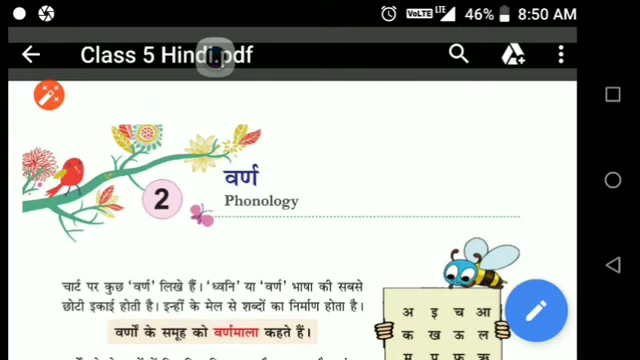 VoLTE LTE 46% 8:50 AM
Class 5 Hindi.pdf
2
वर्ण
Phonology
चार्ट पर कुछ ‘वर्ण’ लिखे हैं। ‘ध्वनि’ या ‘वर्ण’ भाषा की सबसे
छोटी इकाई होती है। इन्हीं के मेल से शब्दों का निर्माण होता है।
वर्णों के समूह को वर्णमाला कहते हैं।
अ इ च आ
क ख ऊ ल
म प फ ऋ